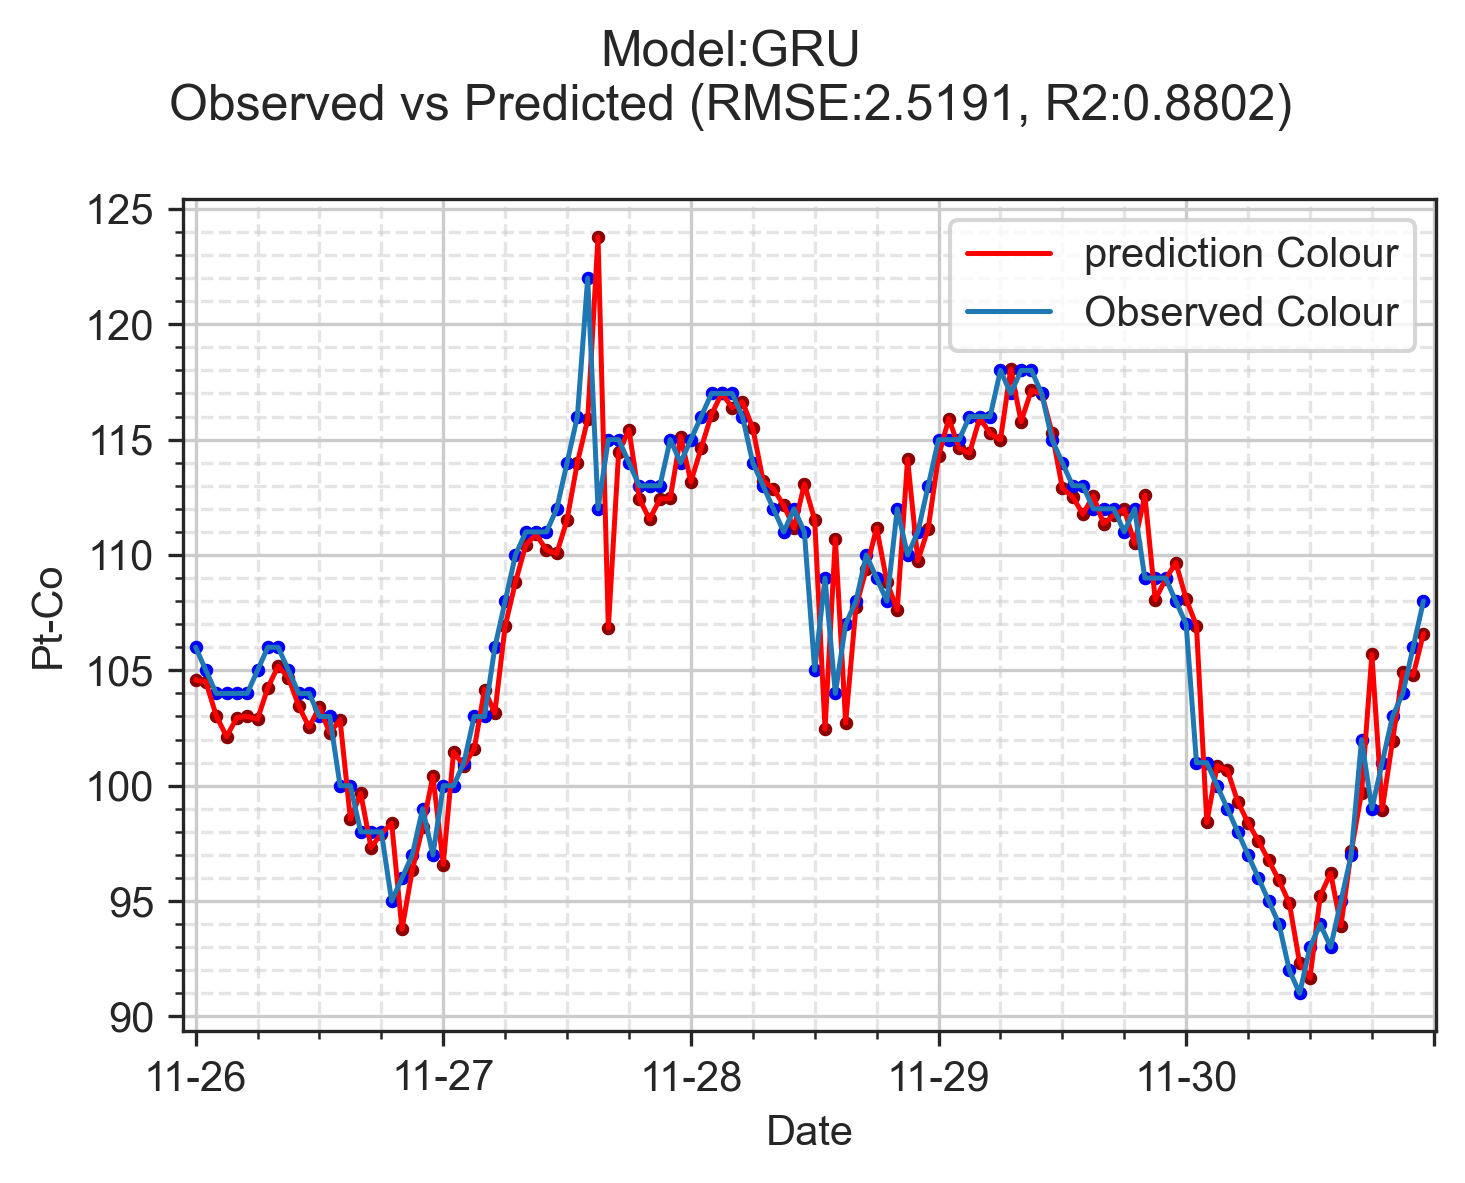 Model:GRU
Observed vs Predicted (RMSE:2.5191, R2:0.8802)
prediction Colour
Observed Colour
125
120
115
110
105
100
95
90
Pt-Co
11-26 11-27 11-28 11-29 11-30
Date